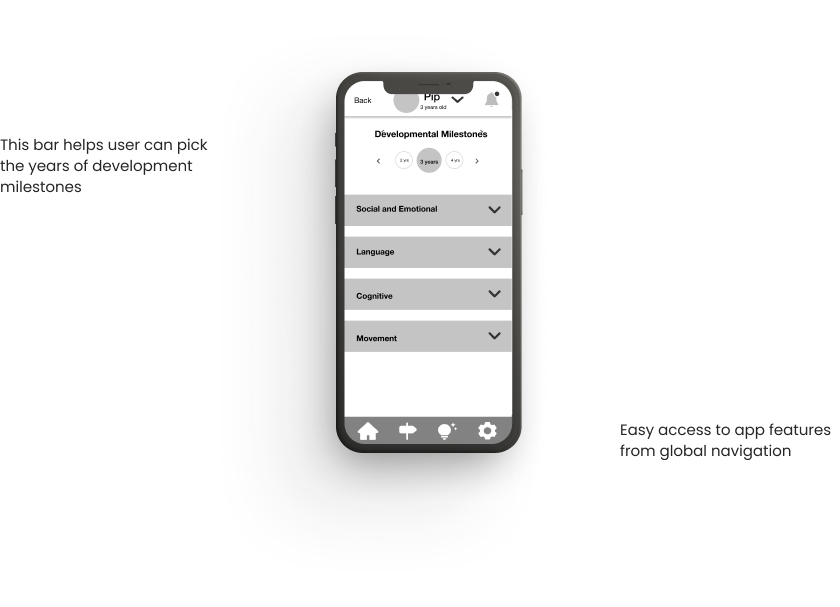 This bar helps user can pick
the years of development
milestones
Back
Pip
3 years old
Developmental Milestones
2 yrs
3 years
4 yrs
Social and Emotional
Language
Cognitive
Movement
Easy access to app features
from global navigation